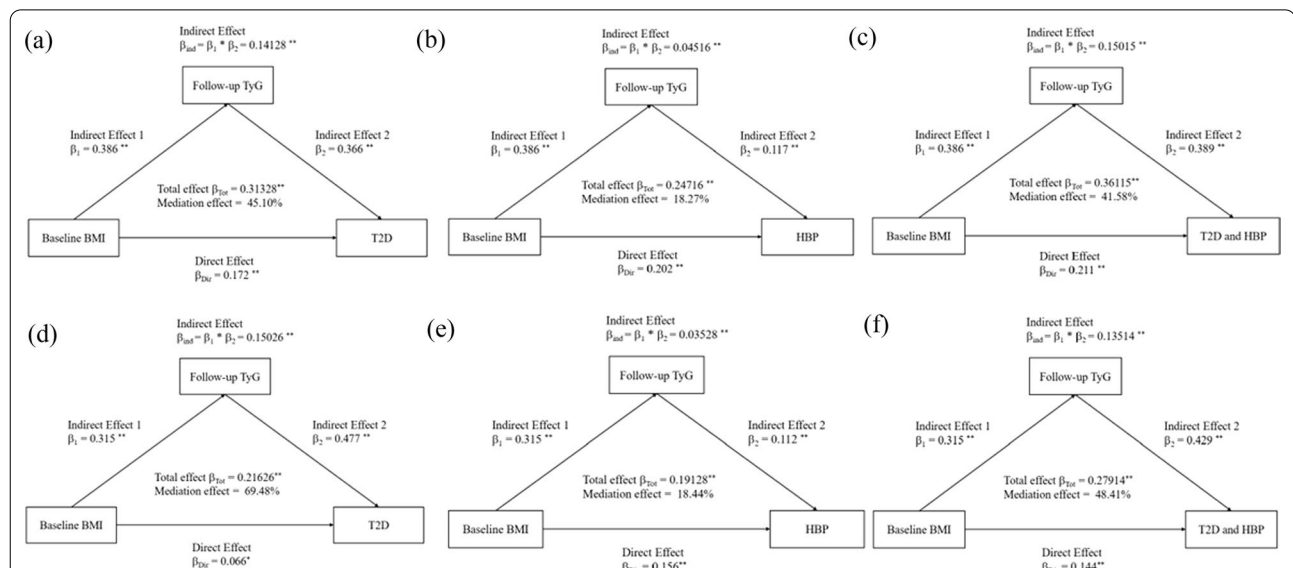 (a)
Indirect Effect
βind = β1 * β2 = 0.14128 **
Follow-up TyG
Indirect Effect 1
β1 = 0.386 **
Indirect Effect 2
β2 = 0.366 **
Total effect βTot = 0.31328**
Mediation effect = 45.10%
Baseline BMI
T2D
Direct Effect
βDir = 0.172 **
(b)
Indirect Effect
βind = β1 * β2 = 0.04516 **
Follow-up TyG
Indirect Effect 1
β1 = 0.386 **
Indirect Effect 2
β2 = 0.117 **
Total effect βTot = 0.24716 **
Mediation effect = 18.27%
Baseline BMI
HBP
Direct Effect
βDir = 0.202 **
(c)
Indirect Effect
βind = β1 * β2 = 0.15015 **
Follow-up TyG
Indirect Effect 1
β1 = 0.386 **
Indirect Effect 2
β2 = 0.389 **
Total effect βTot = 0.36115**
Mediation effect = 41.58%
Baseline BMI
T2D and HBP
Direct Effect
βDir = 0.211 **
(d)
Indirect Effect
βind = β1 * β2 = 0.15026 **
Follow-up TyG
Indirect Effect 1
β1 = 0.315 **
Indirect Effect 2
β2 = 0.477 **
Total effect βTot = 0.21626**
Mediation effect = 69.48%
Baseline BMI
T2D
Direct Effect
βDir = 0.066*
(e)
Indirect Effect
βind = β1 * β2 = 0.03528 **
Follow-up TyG
Indirect Effect 1
β1 = 0.315 **
Indirect Effect 2
β2 = 0.112 **
Total effect βTot = 0.19128**
Mediation effect = 18.44%
Baseline BMI
HBP
Direct Effect
= 0.156**
(f)
Indirect Effect
βind = β1 * β2 = 0.13514 **
Follow-up TyG
Indirect Effect 1
β1 = 0.315 **
Indirect Effect 2
β2 = 0.429 **
Total effect βTot = 0.27914**
Mediation effect = 48.41%
Baseline BMI
T2D and HBP
Direct Effect
= 0.144**